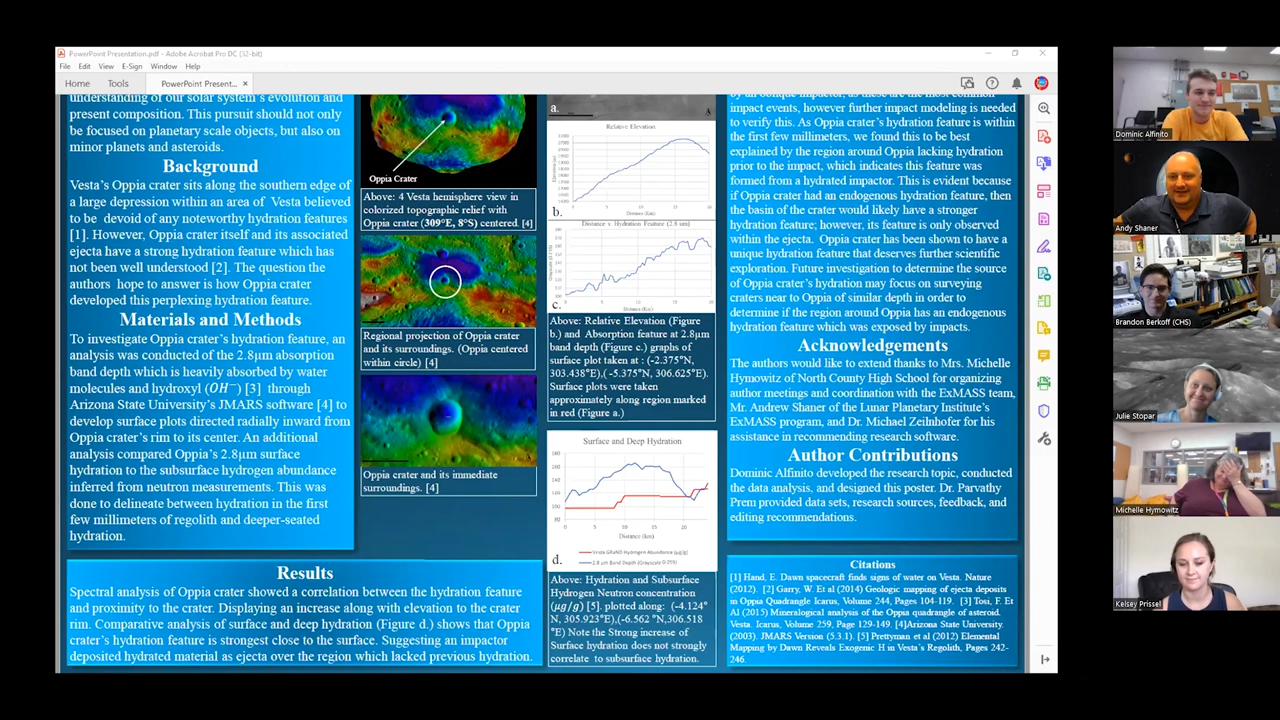 PowerPoint Presentation.pdf - Adobe Acrobat Pro DC (32-bit)
File Edit View E-Sign Window Help
Home Tools PowerPoint Present... ×
understanding of our solar system's evolution and
present composition. This pursuit should not only
be focused on planetary scale objects, but also on
minor planets and asteroids.
Background
Vesta's Oppia crater sits along the southern edge of
a large depression within an area of Vesta believed
to be devoid of any noteworthy hydration features
[1]. However, Oppia crater itself and its associated
ejecta have a strong hydration feature which has
not been well understood [2]. The question the
authors hope to answer is how Oppia crater
developed this perplexing hydration feature.
Materials and Methods
To investigate Oppia crater's hydration feature, an
analysis was conducted of the 2.8μm absorption
band depth which is heavily absorbed by water
molecules and hydroxyl (OH⁻) [3] through
Arizona State University's JMARS software [4] to
develop surface plots directed radially inward from
Oppia crater's rim to its center. An additional
analysis compared Oppia's 2.8μm surface
hydration to the subsurface hydrogen abundance
inferred from neutron measurements. This was
done to delineate between hydration in the first
few millimeters of regolith and deeper-seated
hydration.
Results
Spectral analysis of Oppia crater showed a correlation between the hydration feature
and proximity to the crater. Displaying an increase along with elevation to the crater
rim. Comparative analysis of surface and deep hydration (Figure d.) shows that Oppia
crater's hydration feature is strongest close to the surface. Suggesting an impactor
deposited hydrated material as ejecta over the region which lacked previous hydration.
Oppia Crater
Above: 4 Vesta hemisphere view in
colorized topographic relief with
Oppia crater (309°E, 8°S) centered. [4]
Regional projection of Oppia crater
and its surroundings. (Oppia centered
within circle) [4]
Oppia crater and its immediate
surroundings. [4]
a.
Relative Elevation
Distance (Km)
b.
Distance v. Hydration Feature (2.8 um)
Distance (Km)
c.
Above: Relative Elevation (Figure
b.) and Absorption feature at 2.8μm
band depth (Figure c.) graphs of
surface plot taken at : (-2.375°N,
303.438°E),( -5.375°N, 306.625°E).
Surface plots were taken
approximately along region marked
in red (Figure a.)
Surface and Deep Hydration
180
160
140
120
100
80
0 5 10 15 20
Distance (km)
Vesta GRaND Hydrogen Abundance (μg/g)
2.8 μm Band Depth (Grayscale 0-255)
d.
Above: Hydration and Subsurface
Hydrogen Neutron concentration
(μg/g) [5]. plotted along: (-4.124°
N, 305.923°E),(-6.562 °N,306.518
°E) Note the Strong increase of
Surface hydration does not strongly
correlate to subsurface hydration.
impact events, however further impact modeling is needed
to verify this. As Oppia crater's hydration feature is within
the first few millimeters, we found this to be best
explained by the region around Oppia lacking hydration
prior to the impact, which indicates this feature was
formed from a hydrated impactor. This is evident because
if Oppia crater had an endogenous hydration feature, then
the basin of the crater would likely have a stronger
hydration feature; however, its feature is only observed
within the ejecta. Oppia crater has been shown to have a
unique hydration feature that deserves further scientific
exploration. Future investigation to determine the source
of Oppia crater's hydration may focus on surveying
craters near to Oppia of similar depth in order to
determine if the region around Oppia has an endogenous
hydration feature which was exposed by impacts.
Acknowledgements
The authors would like to extend thanks to Mrs. Michelle
Hymowitz of North County High School for organizing
author meetings and coordination with the ExMASS team,
Mr. Andrew Shaner of the Lunar Planetary Institute's
ExMASS program, and Dr. Michael Zeilnhofer for his
assistance in recommending research software.
Author Contributions
Dominic Alfinito developed the research topic, conducted
the data analysis, and designed this poster. Dr. Parvathy
Prem provided data sets, research sources, feedback, and
editing recommendations.
Citations
[1] Hand, E. Dawn spacecraft finds signs of water on Vesta. Nature
(2012). [2] Garry, W. Et al (2014) Geologic mapping of ejecta deposits
in Oppia Quadrangle Icarus, Volume 244, Pages 104-119. [3] Tosi, F. Et
Al (2015) Mineralogical analysis of the Oppia quadrangle of asteroid
Vesta. Icarus, Volume 259, Page 129-149. [4]Arizona State University.
(2003). JMARS Version (5.3.1). [5] Prettyman et al (2012) Elemental
Mapping by Dawn Reveals Exogenic H in Vesta's Regolith, Pages 242-
246.
Dominic Alfinito
Andy Shaner
Brandon Berkoff (CHS)
Julie Stopar
Michelle Hymowitz
Kelsey Prissel